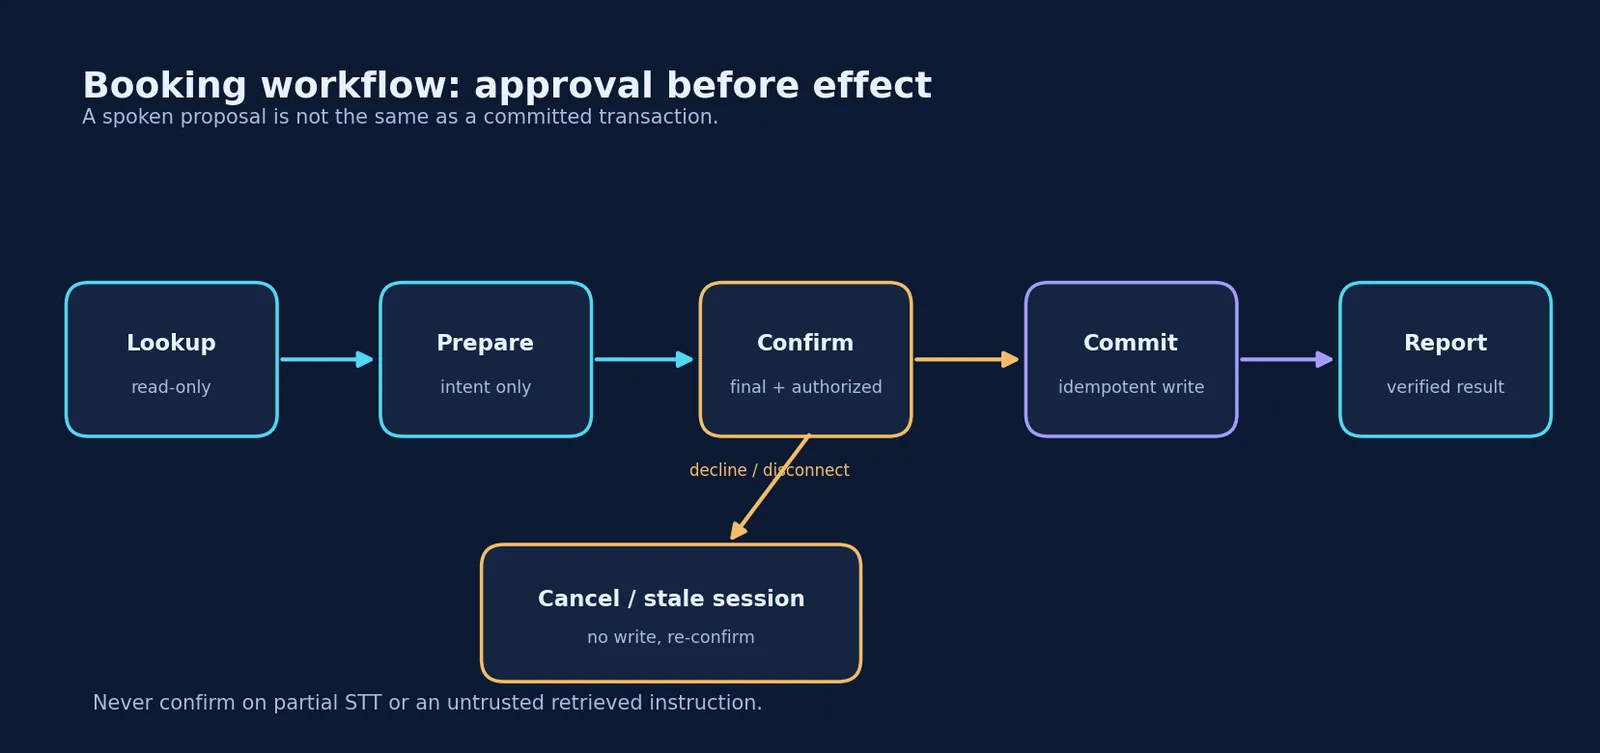 Booking workflow: approval before effect
A spoken proposal is not the same as a committed transaction.
Lookup
read-only
Prepare
intent only
Confirm
final + authorized
Commit
idempotent write
Report
verified result
decline / disconnect
Cancel / stale session
no write, re-confirm
Never confirm on partial STT or an untrusted retrieved instruction.